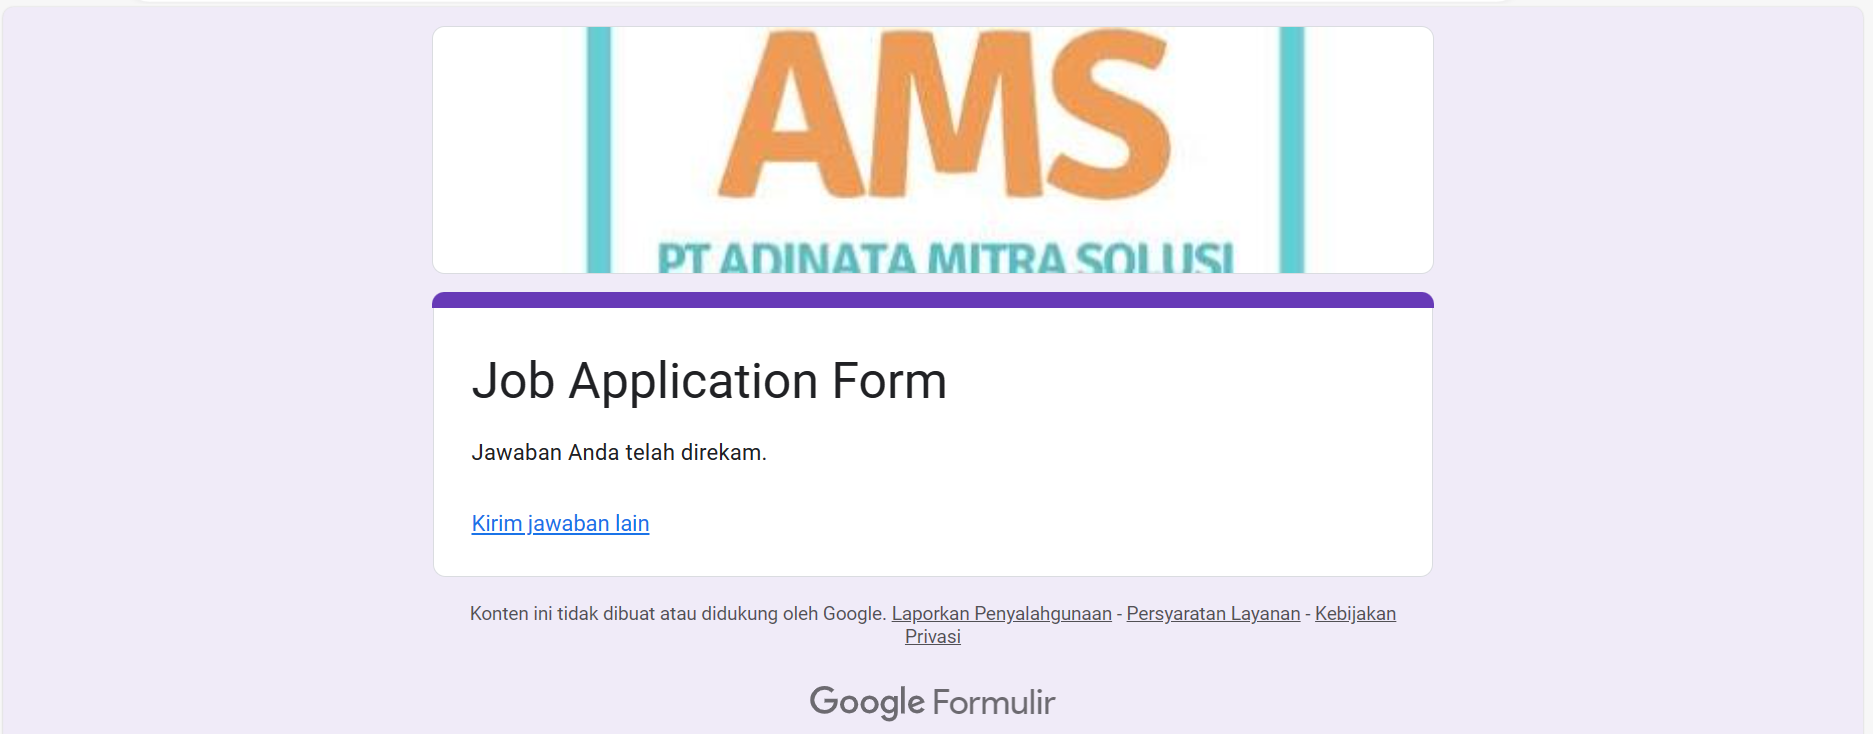 AMS
PT ADINATA MITRA SOLUSI
Job Application Form
Jawaban Anda telah direkam.
Kirim jawaban lain
Konten ini tidak dibuat atau didukung oleh Google. Laporkan Penyalahgunaan - Persyaratan Layanan - Kebijakan
Privasi
Google Formulir